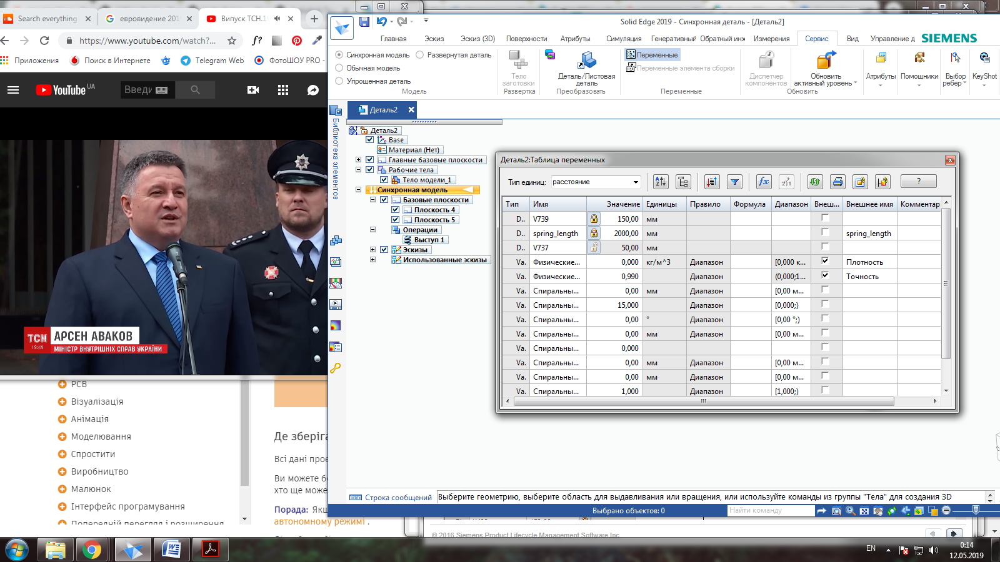 Search everything
евровидение 201
Випуск ТСН.1
https://www.youtube.com/watch?...
Приложения
Поиск в Интернете
Telegram Web
ФотоШОУ PRO -
YouTube UA
Введи
ТСН
АРСЕН АВАКОВ
МІНІСТР ВНУТРІШНІХ СПРАВ УКРАЇНИ
РСВ
Візуалізація
Анімація
Моделювання
Спростити
Виробництво
Малюнок
Інтерфейс програмування
Попередній перегляд і розширення
Де зберіга
Всі дані прое
Ви можете бе
хто ще може
Порада: Якщ
автономному режимі .
Solid Edge 2019 - Синхронная деталь - [Деталь2]
Главная
Эскиз
Эскиз (3D)
Поверхности
Атрибуты
Симуляция
Генеративный
Обратный инж
Измерения
Сервис
Вид
Управление д
SIEMENS
Синхронная модель
Развернутая деталь
Обычная модель
Упрощенная деталь
Модель
Тело заготовки
Развертка
Деталь/Листовая деталь
Преобразовать
Переменные
Переменные элемента сборки
Переменные
Диспетчер компонентов
Обновить активный уровень
Обновить
Атрибуты
Помощники
Выбор ребер
KeyShot
Деталь2
Библиотека элементов
Деталь2
Base
Материал (Нет)
Главные базовые плоскости
Рабочие тела
Тело модели_1
Синхронная модель
Базовые плоскости
Плоскость 4
Плоскость 5
Операции
Выступ 1
Эскизы
Использованные эскизы
Деталь2:Таблица переменных
Тип единиц: расстояние
fx
?
Тип Имя Значение Единицы Правило Формула Диапазон Внеш... Внешнее имя Комментар
D.. V739 150,00 мм
D.. spring_length 2000,00 мм spring_length
D.. V737 50,00 мм
Va. Физические... 0,000 кг/м^3 Диапазон [0,000 к... Плотность
Va. Физические... 0,990 Диапазон (0,000;1... Точность
Va. Спиральны... 0,00 мм Диапазон [0,00 м...
Va. Спиральны... 15,000 Диапазон [0,000;)
Va. Спиральны... 0,00 ° Диапазон [0,00 °;)
Va. Спиральны... 0,00 мм Диапазон [0,00 м...
Va. Спиральны... 0,000
Va. Спиральны... 0,00 мм Диапазон [0,00 м...
Va. Спиральны... 0,00 мм Диапазон [0,00 м...
Va. Спиральны... 1,000 Диапазон [1,000;)
Строка сообщений
Выберите геометрию, выберите область для выдавливания или вращения, или используйте команды из группы "Тела" для создания 3D
Выбрано объектов: 0
Найти команду
© 2016 Siemens Product Lifecycle Management Software Inc
EN
0:14
12.05.2019